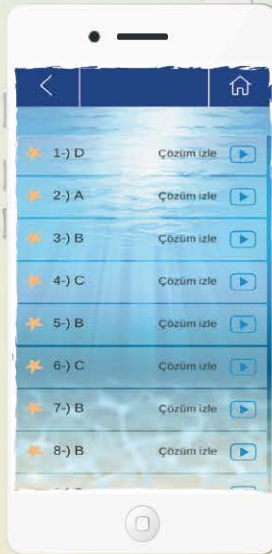 1-) D Çözüm izle
2-) A Çözüm izle
3-) B Çözüm izle
4-) C Çözüm izle
5-) B Çözüm izle
6-) C Çözüm izle
7-) B Çözüm izle
8-) B Çözüm izle